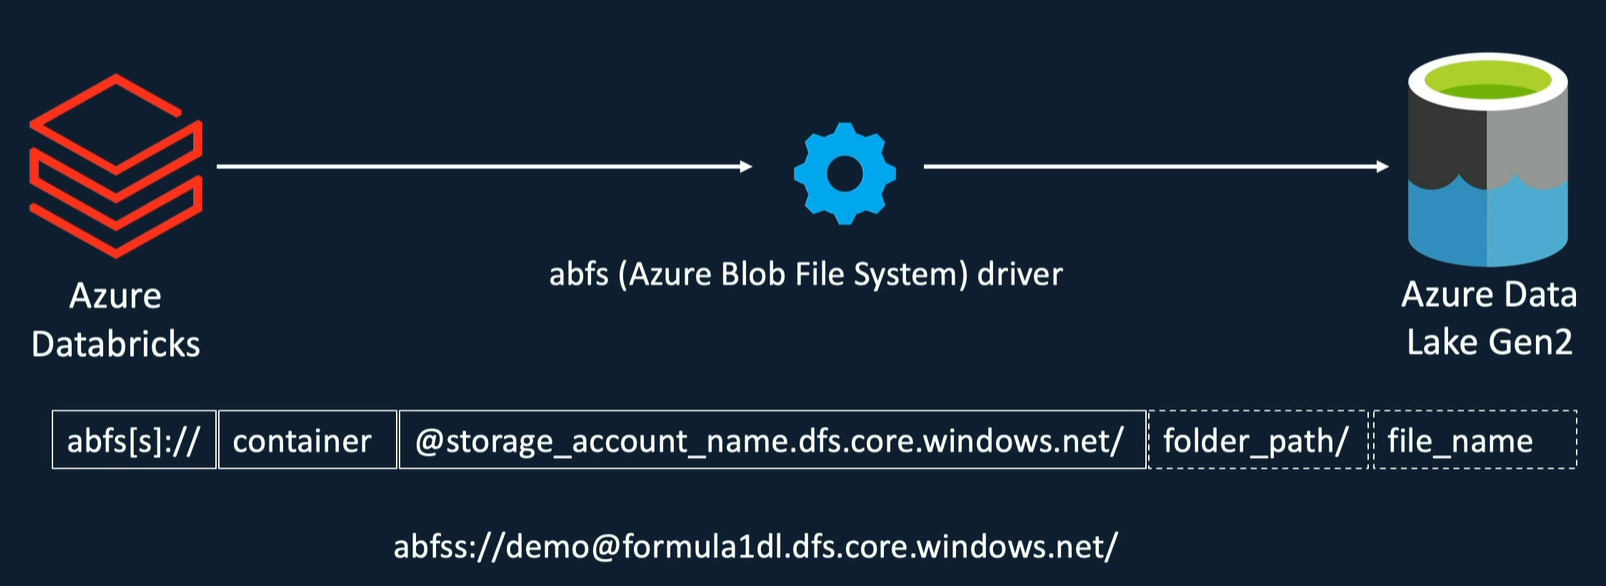 abfs (Azure Blob File System) driver
Azure
Databricks
Azure Data
Lake Gen2
abfs[s]:// container @storage_account_name.dfs.core.windows.net/ folder_path/ file_name
abfss://demo@formula1dl.dfs.core.windows.net/